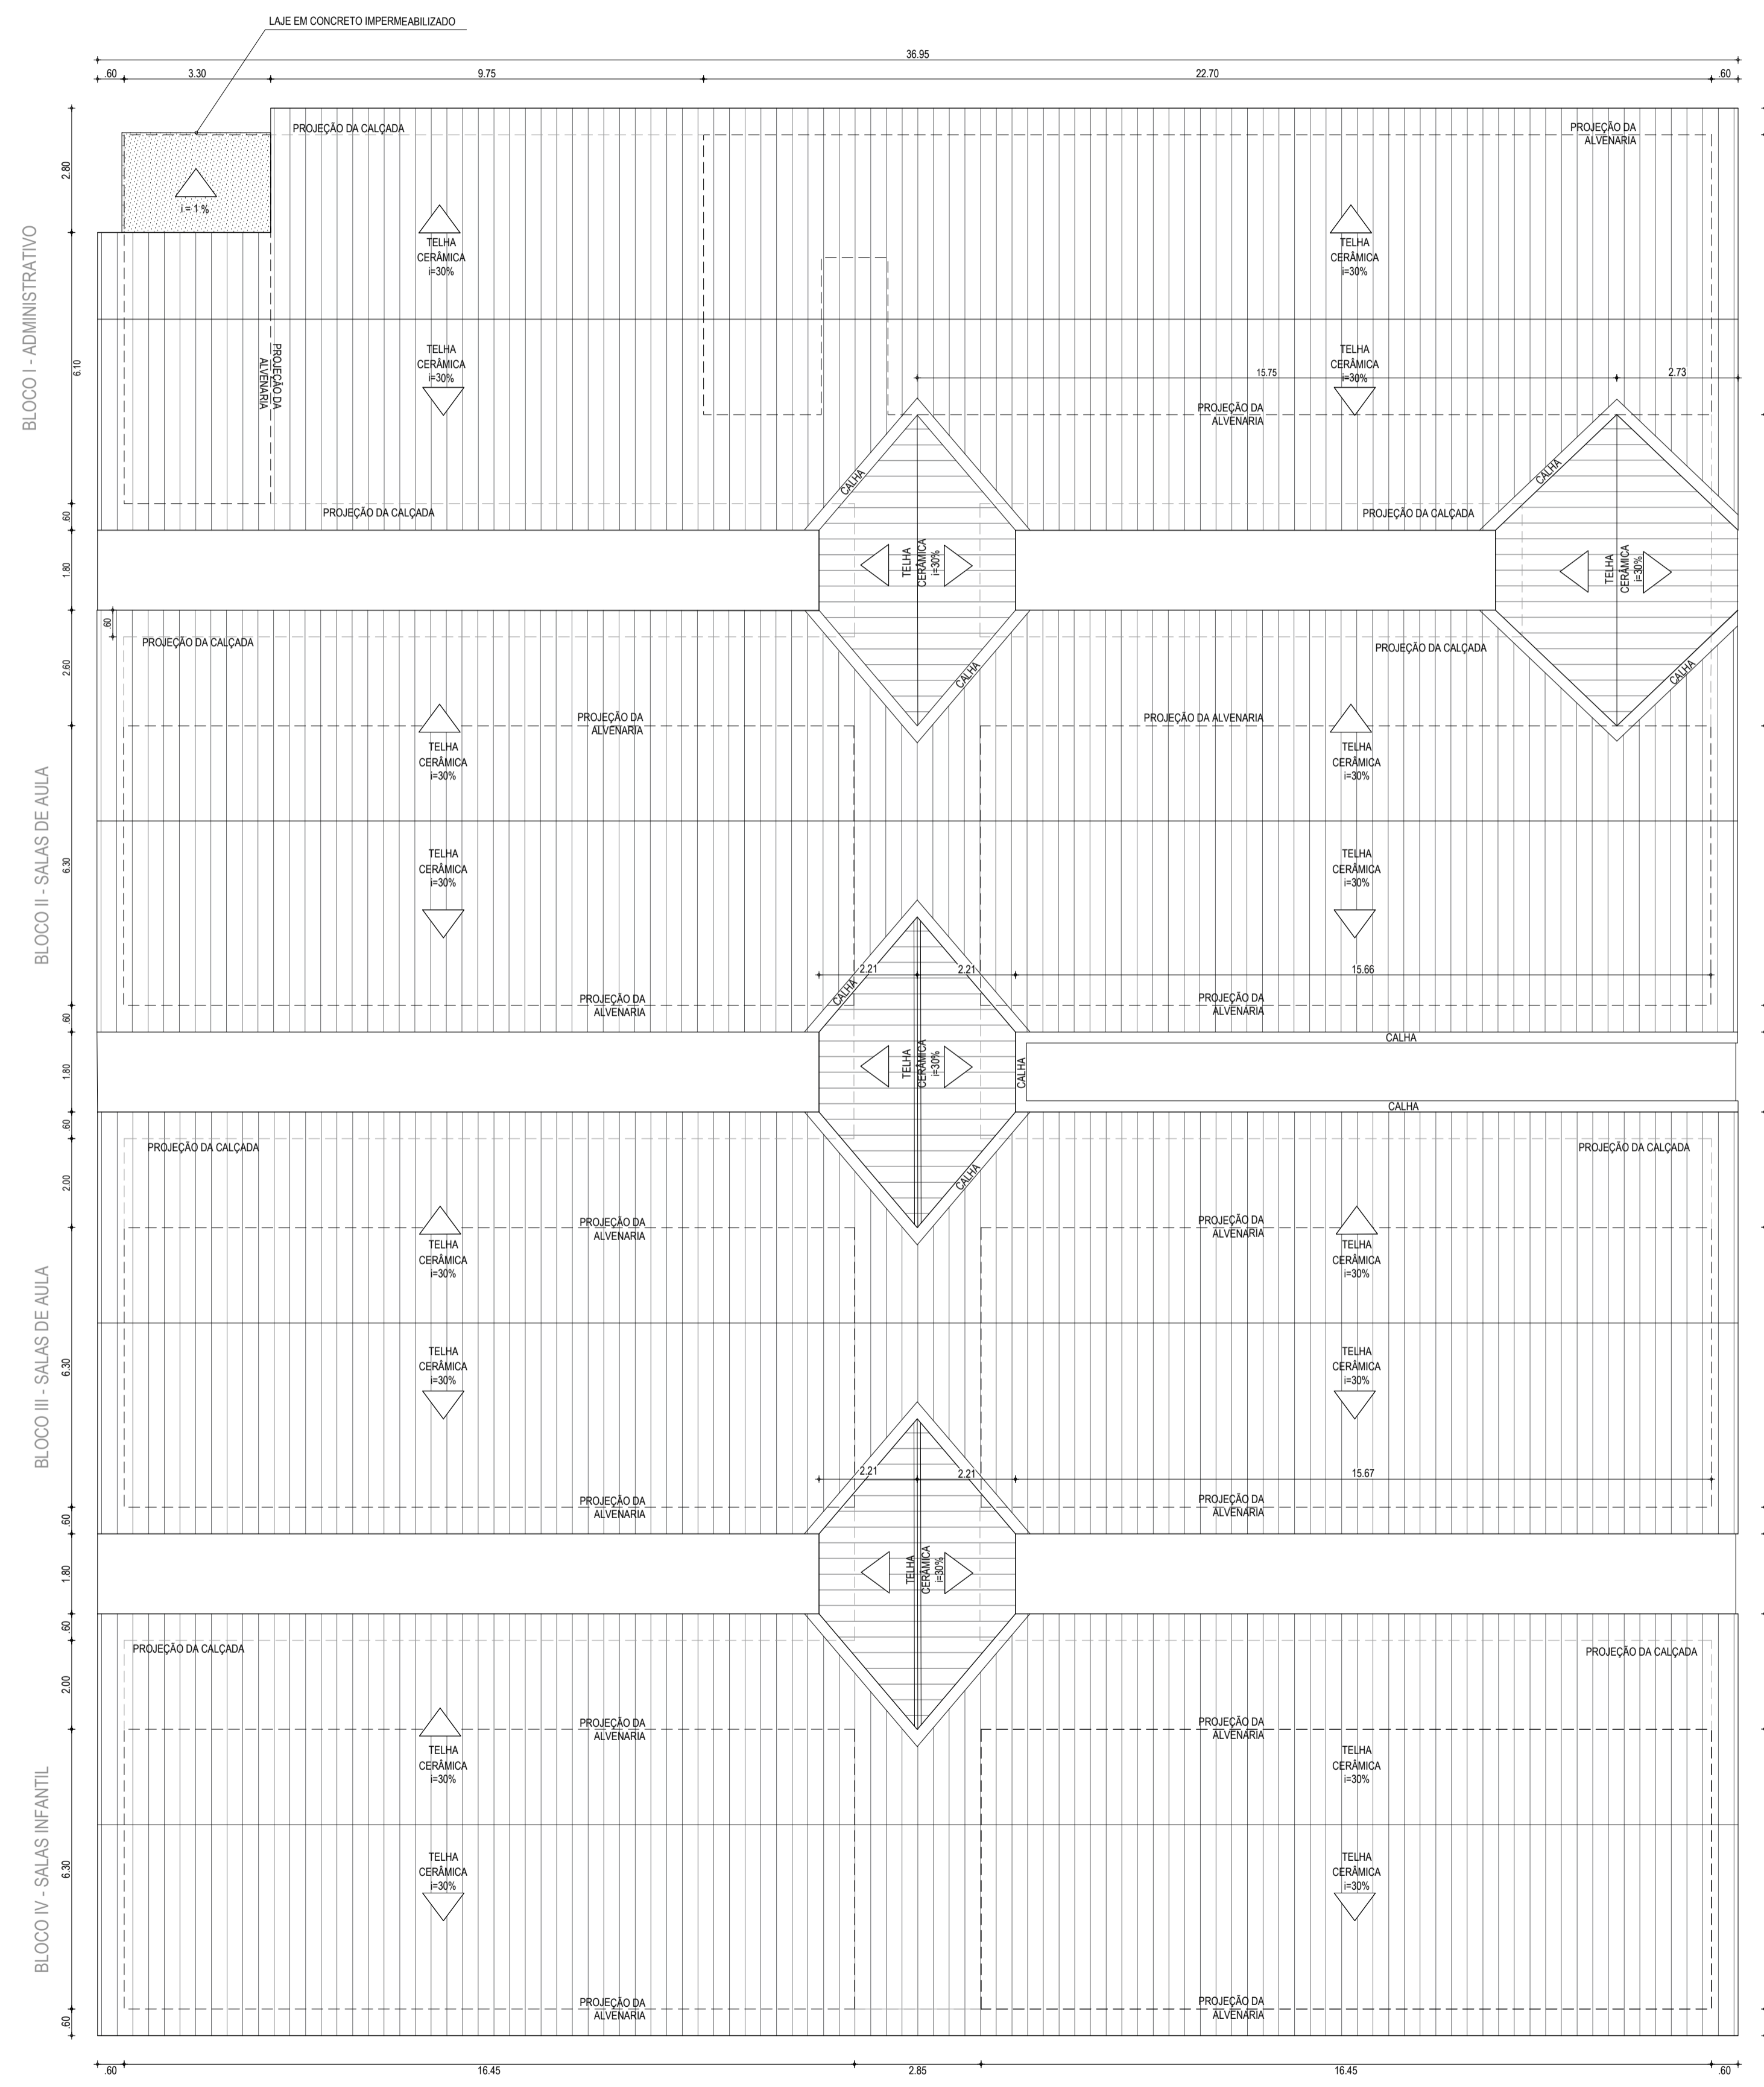 LAJE EM CONCRETO IMPERMEABILIZADO
36.95
.60
3.30
9.75
22.70
.60
PROJEÇÃO DA CALÇADA
PROJEÇÃO DA
ALVENARIA
2.80
i = 1 %
TELHA
CERÂMICA
i=30%
TELHA
CERÂMICA
i=30%
BLOCO I - ADMINISTRATIVO
6.10
PROJEÇÃO DA
ALVENARIA
TELHA
CERÂMICA
i=30%
TELHA
CERÂMICA
i=30%
15.75
2.73
PROJEÇÃO DA
ALVENARIA
CALHA
CALHA
.60
PROJEÇÃO DA CALÇADA
PROJEÇÃO DA CALÇADA
1.80
TELHA
CERÂMICA
i=30%
TELHA
CERÂMICA
i=30%
.60
PROJEÇÃO DA CALÇADA
PROJEÇÃO DA CALÇADA
2.60
CALHA
CALHA
PROJEÇÃO DA
ALVENARIA
PROJEÇÃO DA ALVENARIA
TELHA
CERÂMICA
i=30%
TELHA
CERÂMICA
i=30%
BLOCO II - SALAS DE AULA
6.30
TELHA
CERÂMICA
i=30%
TELHA
CERÂMICA
i=30%
2.21
2.21
15.66
CALHA
PROJEÇÃO DA
ALVENARIA
PROJEÇÃO DA
ALVENARIA
.60
CALHA
1.80
TELHA
CERÂMICA
i=30%
CALHA
CALHA
.60
PROJEÇÃO DA CALÇADA
PROJEÇÃO DA CALÇADA
2.00
CALHA
PROJEÇÃO DA
ALVENARIA
PROJEÇÃO DA
ALVENARIA
TELHA
CERÂMICA
i=30%
TELHA
CERÂMICA
i=30%
BLOCO III - SALAS DE AULA
6.30
TELHA
CERÂMICA
i=30%
TELHA
CERÂMICA
i=30%
2.21
2.21
15.67
PROJEÇÃO DA
ALVENARIA
PROJEÇÃO DA
ALVENARIA
.60
1.80
TELHA
CERÂMICA
i=30%
.60
PROJEÇÃO DA CALÇADA
PROJEÇÃO DA CALÇADA
2.00
PROJEÇÃO DA
ALVENARIA
PROJEÇÃO DA
ALVENARIA
TELHA
CERÂMICA
i=30%
TELHA
CERÂMICA
i=30%
BLOCO IV - SALAS INFANTIL
6.30
TELHA
CERÂMICA
i=30%
TELHA
CERÂMICA
i=30%
PROJEÇÃO DA
ALVENARIA
PROJEÇÃO DA
ALVENARIA
.60
.60
16.45
2.85
16.45
.60